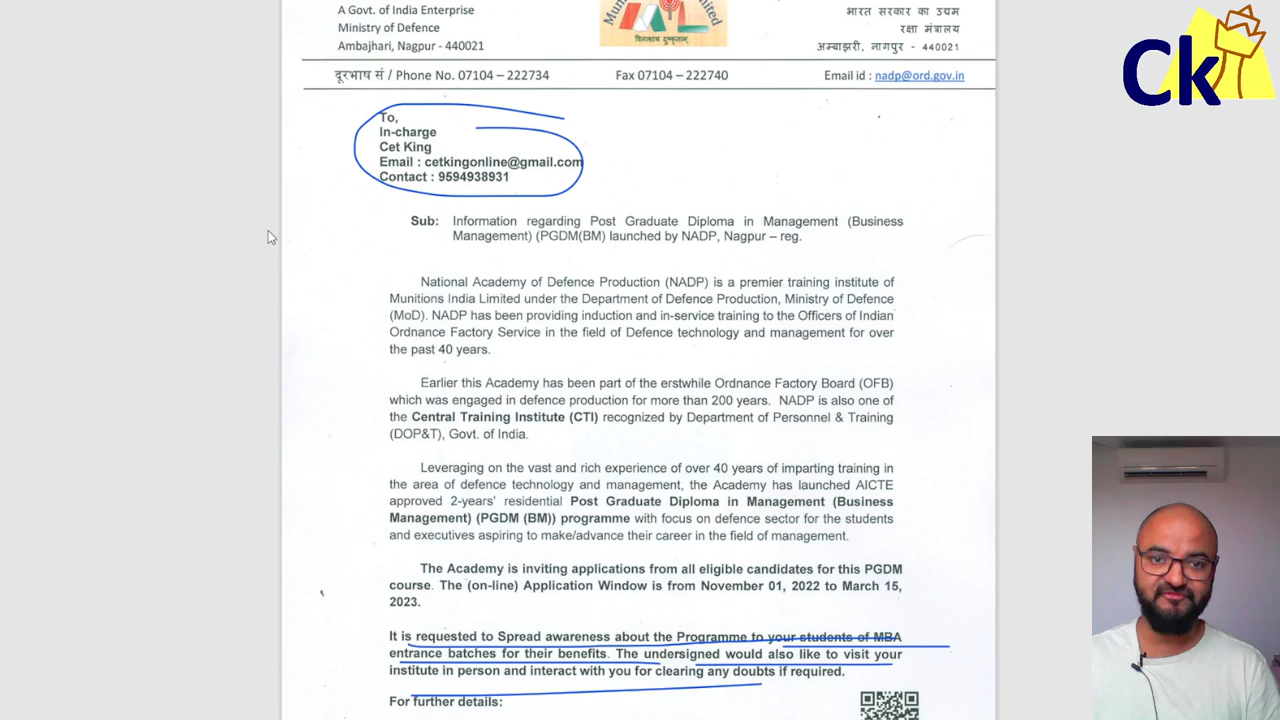 A Govt. of India Enterprise
Ministry of Defence
Ambajhari, Nagpur - 440021
विनाशाय दुष्कृताम्
भारत सरकार का उद्यम
रक्षा मंत्रालय
अम्बाझरी, नागपुर - 440021
Ck
दूरभाष सं / Phone No. 07104 – 222734 Fax 07104 – 222740 Email id : nadp@ord.gov.in
To,
In-charge
Cet King
Email : cetkingonline@gmail.com
Contact : 9594938931
Sub: Information regarding Post Graduate Diploma in Management (Business
Management) (PGDM(BM) launched by NADP, Nagpur – reg.
National Academy of Defence Production (NADP) is a premier training institute of
Munitions India Limited under the Department of Defence Production, Ministry of Defence
(MoD). NADP has been providing induction and in-service training to the Officers of Indian
Ordnance Factory Service in the field of Defence technology and management for over
the past 40 years.
Earlier this Academy has been part of the erstwhile Ordnance Factory Board (OFB)
which was engaged in defence production for more than 200 years. NADP is also one of
the Central Training Institute (CTI) recognized by Department of Personnel & Training
(DOP&T), Govt. of India.
Leveraging on the vast and rich experience of over 40 years of imparting training in
the area of defence technology and management, the Academy has launched AICTE
approved 2-years' residential Post Graduate Diploma in Management (Business
Management) (PGDM (BM)) programme with focus on defence sector for the students
and executives aspiring to make/advance their career in the field of management.
The Academy is inviting applications from all eligible candidates for this PGDM
course. The (on-line) Application Window is from November 01, 2022 to March 15,
2023.
It is requested to Spread awareness about the Programme to your students of MBA
entrance batches for their benefits. The undersigned would also like to visit your
institute in person and interact with you for clearing any doubts if required.
For further details: